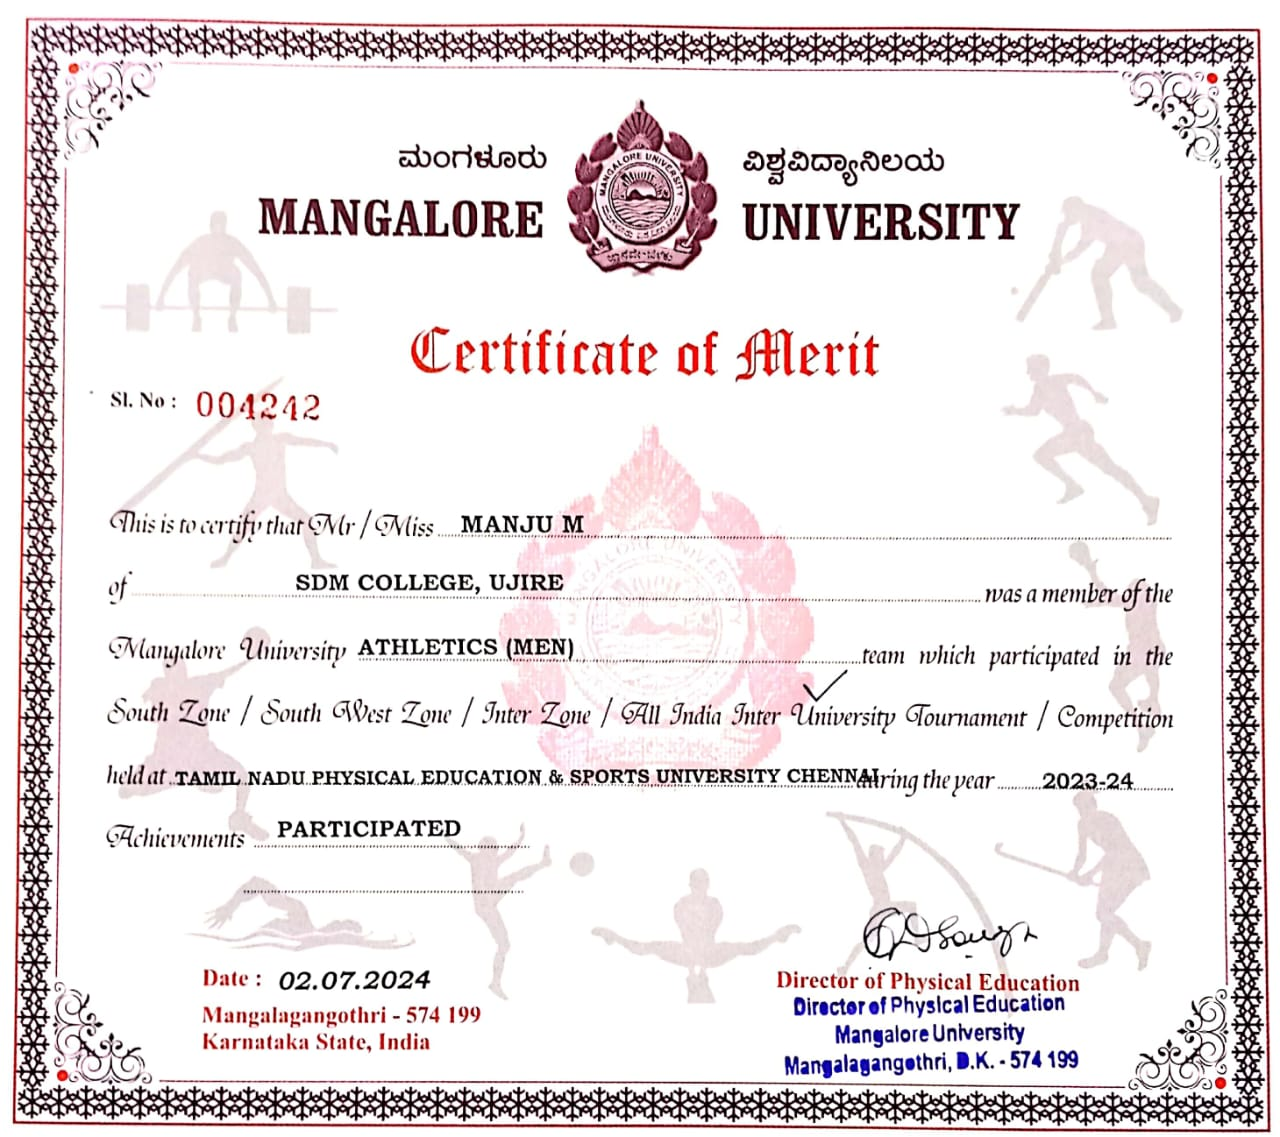 ಮಂಗಳೂರು ವಿಶ್ವವಿದ್ಯಾನಿಲಯ
MANGALORE UNIVERSITY
MANGALORE UNIVERSITY
Certificate of Merit
Sl. No : 004242
This is to certify that Mr / Miss MANJU M
of SDM COLLEGE, UJIRE was a member of the
Mangalore University ATHLETICS (MEN) team which participated in the
South Zone / South West Zone / Inter Zone / All India Inter University Tournament / Competition
held at TAMIL NADU PHYSICAL EDUCATION & SPORTS UNIVERSITY CHENNAI during the year 2023-24
Achievements PARTICIPATED
Date : 02.07.2024
Mangalagangothri - 574 199
Karnataka State, India
Director of Physical Education
Director of Physical Education
Mangalore University
Mangalagangothri, D.K. - 574 199